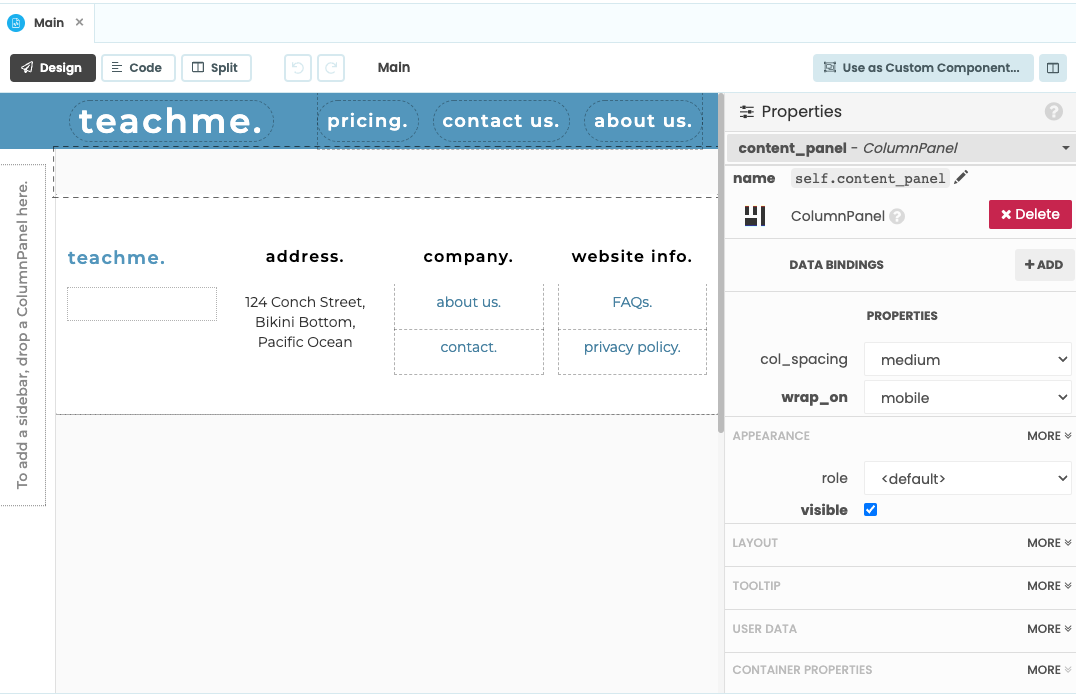 Main ×
Design Code Split Main Use as Custom Component...
teachme. pricing. contact us. about us.
To add a sidebar, drop a ColumnPanel here.
teachme. address. company. website info.
124 Conch Street,
Bikini Bottom,
Pacific Ocean
about us.
contact.
FAQs.
privacy policy.
Properties ?
content_panel - ColumnPanel
name self.content_panel
ColumnPanel ? × Delete
DATA BINDINGS + ADD
PROPERTIES
col_spacing medium
wrap_on mobile
APPEARANCE MORE
role <default>
visible
LAYOUT MORE
TOOLTIP MORE
USER DATA MORE
CONTAINER PROPERTIES MORE